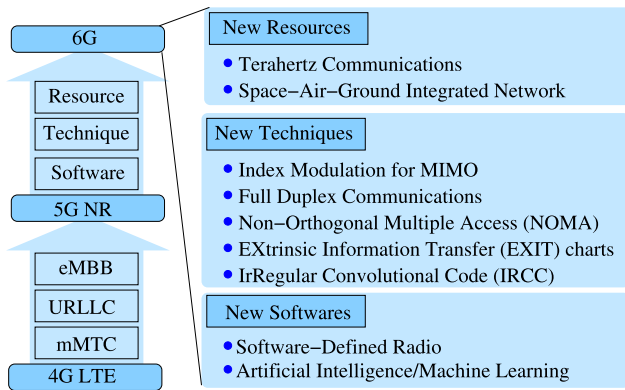 6G
Resource
Technique
Software
5G NR
eMBB
URLLC
mMTC
4G LTE
New Resources
• Terahertz Communications
• Space−Air−Ground Integrated Network
New Techniques
• Index Modulation for MIMO
• Full Duplex Communications
• Non−Orthogonal Multiple Access (NOMA)
• EXtrinsic Information Transfer (EXIT) charts
• IrRegular Convolutional Code (IRCC)
New Softwares
• Software−Defined Radio
• Artificial Intelligence/Machine Learning